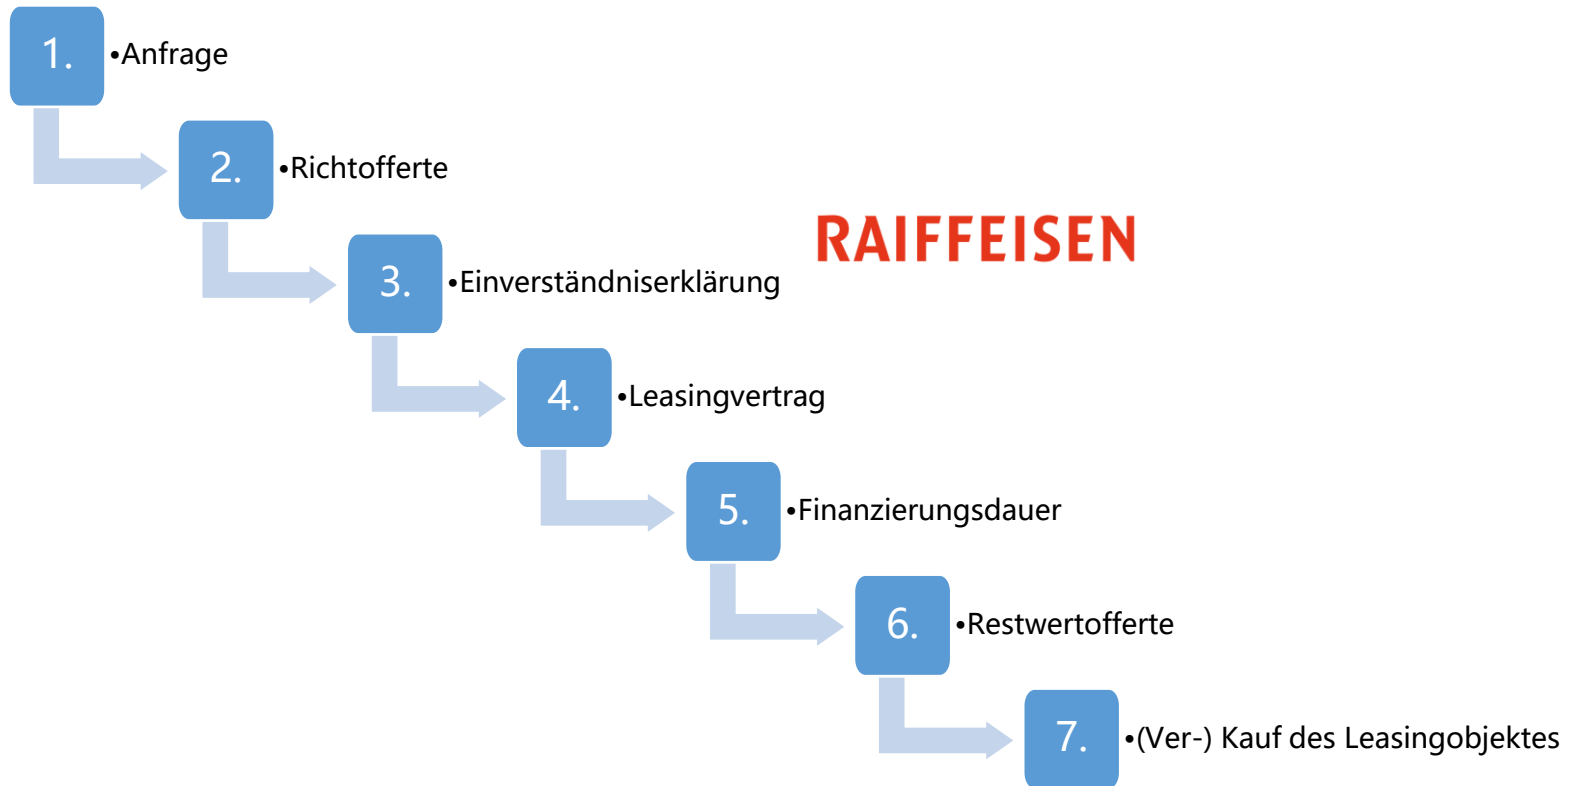 1.
•Anfrage
2.
•Richtofferte
RAIFFEISEN
3.
•Einverständniserklärung
4.
•Leasingvertrag
5.
•Finanzierungsdauer
6.
•Restwertofferte
7.
•(Ver-) Kauf des Leasingobjektes